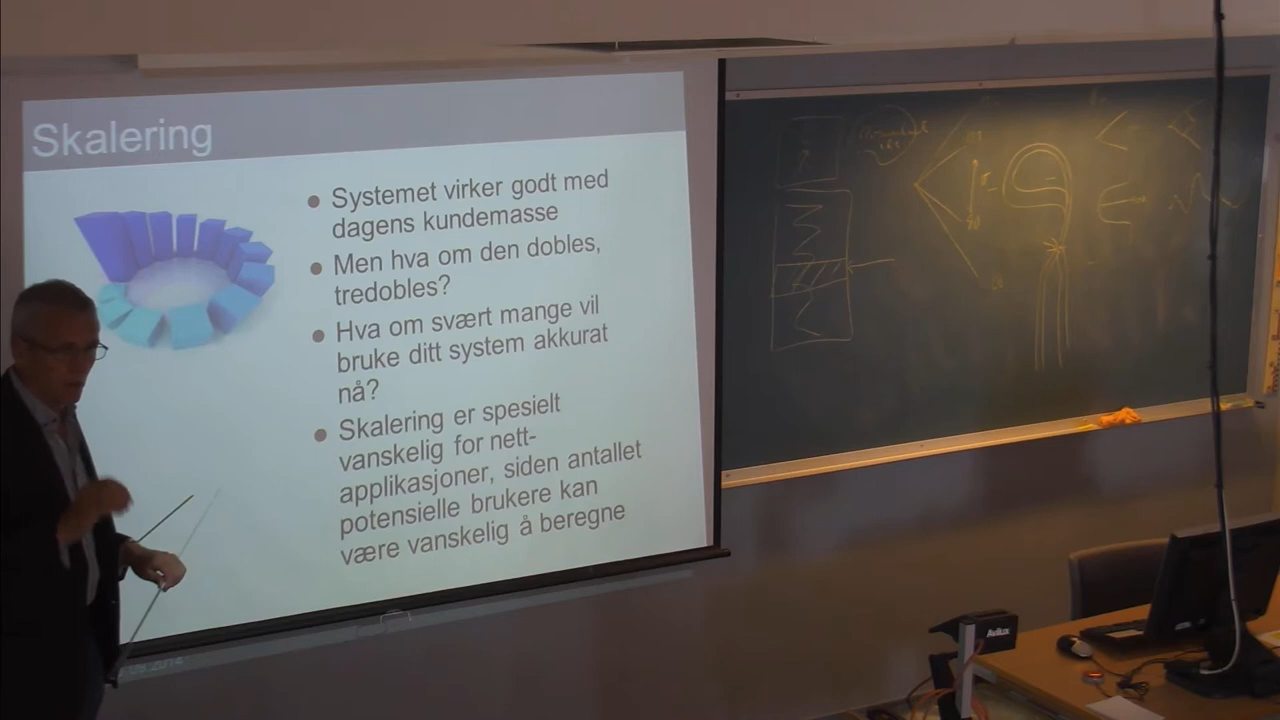 Skalering
Systemet virker godt med
dagens kundemasse
Men hva om den dobles,
tredobles?
Hva om svært mange vil
bruke ditt system akkurat
nå?
Skalering er spesielt
vanskelig for nett-
applikasjoner, siden antallet
potensielle brukere kan
være vanskelig å beregne
2014